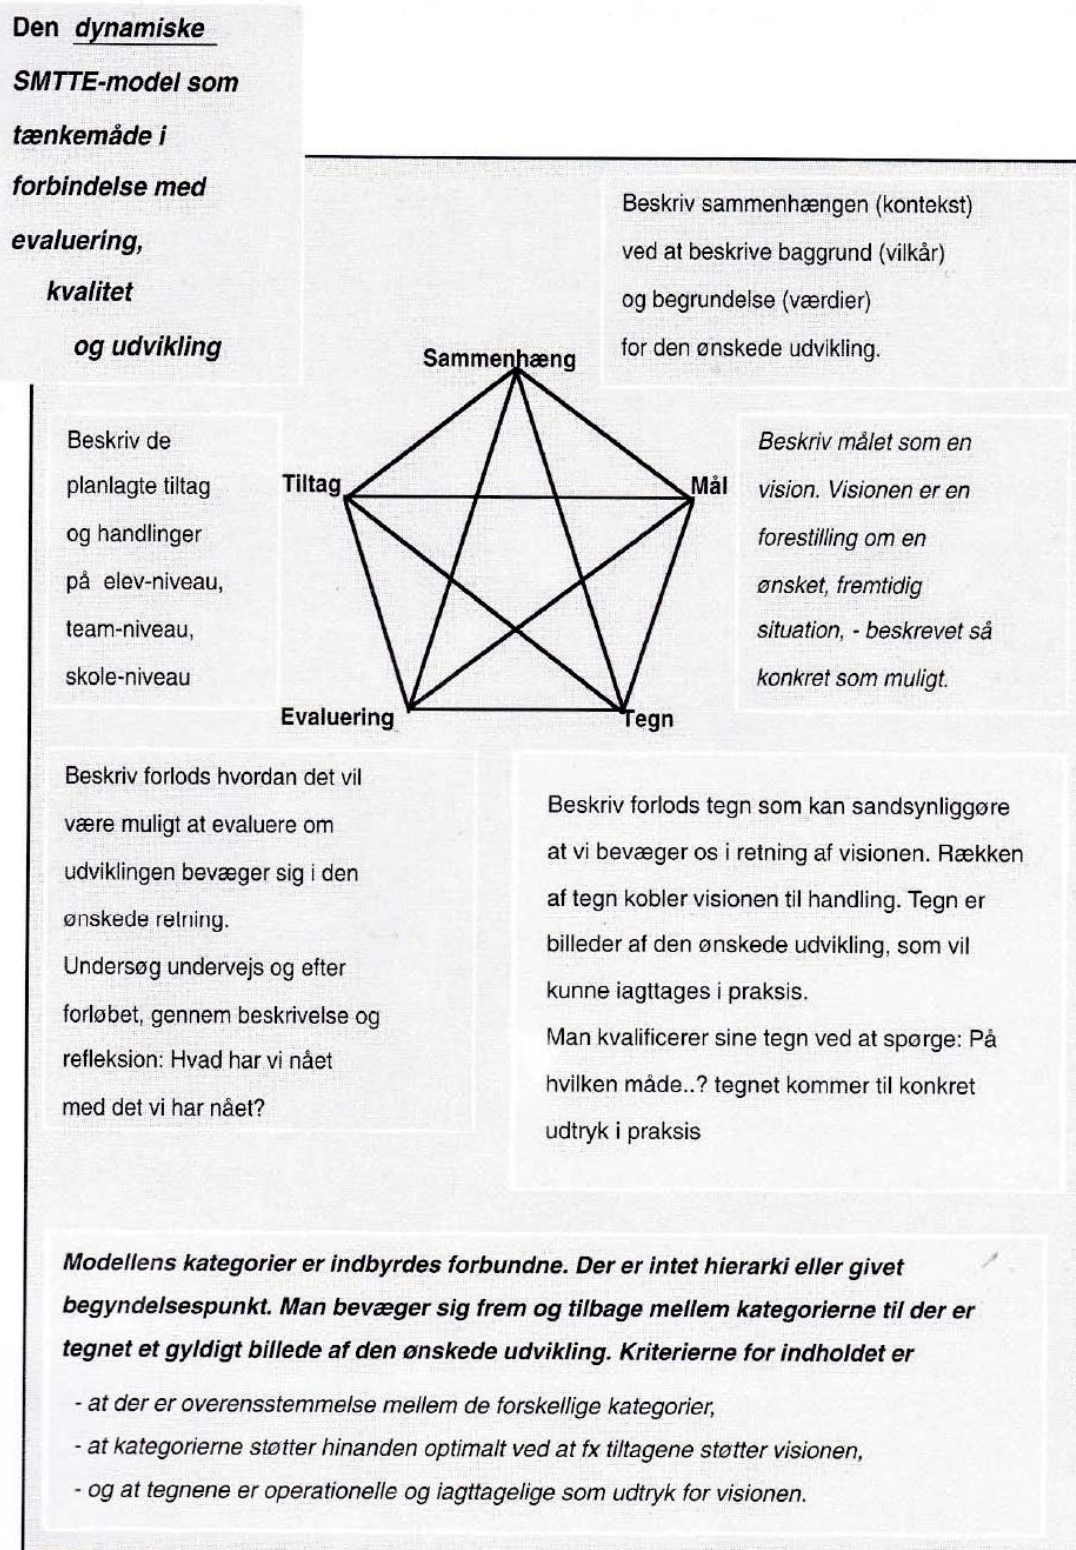 Den dynamiske
SMTTE-model som
tænkemåde i
forbindelse med
evaluering,
kvalitet
og udvikling
Beskriv sammenhængen (kontekst)
ved at beskrive baggrund (vilkår)
og begrundelse (værdier)
for den ønskede udvikling.
Sammenhæng
Beskriv de
planlagte tiltag
og handlinger
på elev-niveau,
team-niveau,
skole-niveau
Tiltag
Mål
Beskriv målet som en
vision. Visionen er en
forestilling om en
ønsket, fremtidig
situation, - beskrevet så
konkret som muligt.
Evaluering
Tegn
Beskriv forlods hvordan det vil
være muligt at evaluere om
udviklingen bevæger sig i den
ønskede retning.
Undersøg undervejs og efter
forløbet, gennem beskrivelse og
refleksion: Hvad har vi nået
med det vi har nået?
Beskriv forlods tegn som kan sandsynliggøre
at vi bevæger os i retning af visionen. Rækken
af tegn kobler visionen til handling. Tegn er
billeder af den ønskede udvikling, som vil
kunne iagttages i praksis.
Man kvalificerer sine tegn ved at spørge: På
hvilken måde..? tegnet kommer til konkret
udtryk i praksis
Modellens kategorier er indbyrdes forbundne. Der er intet hierarki eller givet
begyndelsespunkt. Man bevæger sig frem og tilbage mellem kategorierne til der er
tegnet et gyldigt billede af den ønskede udvikling. Kriterierne for indholdet er
- at der er overensstemmelse mellem de forskellige kategorier,
- at kategorierne støtter hinanden optimalt ved at fx tiltagene støtter visionen,
- og at tegnene er operationelle og iagttagelige som udtryk for visionen.